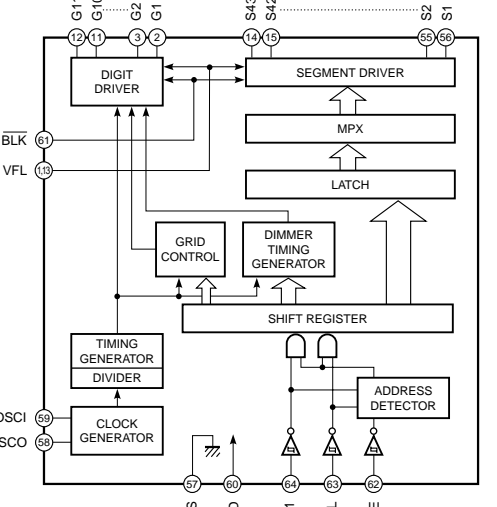 G10 G2 G1 S43 S42 S2 S1
12 11 3 2 14 15 55 56
DIGIT
DRIVER
SEGMENT DRIVER
BLK 61
MPX
VFL 1,13
LATCH
GRID
CONTROL
DIMMER
TIMING
GENERATOR
SHIFT REGISTER
TIMING
GENERATOR
DIVIDER
ADDRESS
DETECTOR
59
58
CLOCK
GENERATOR
57 60 64 63 62